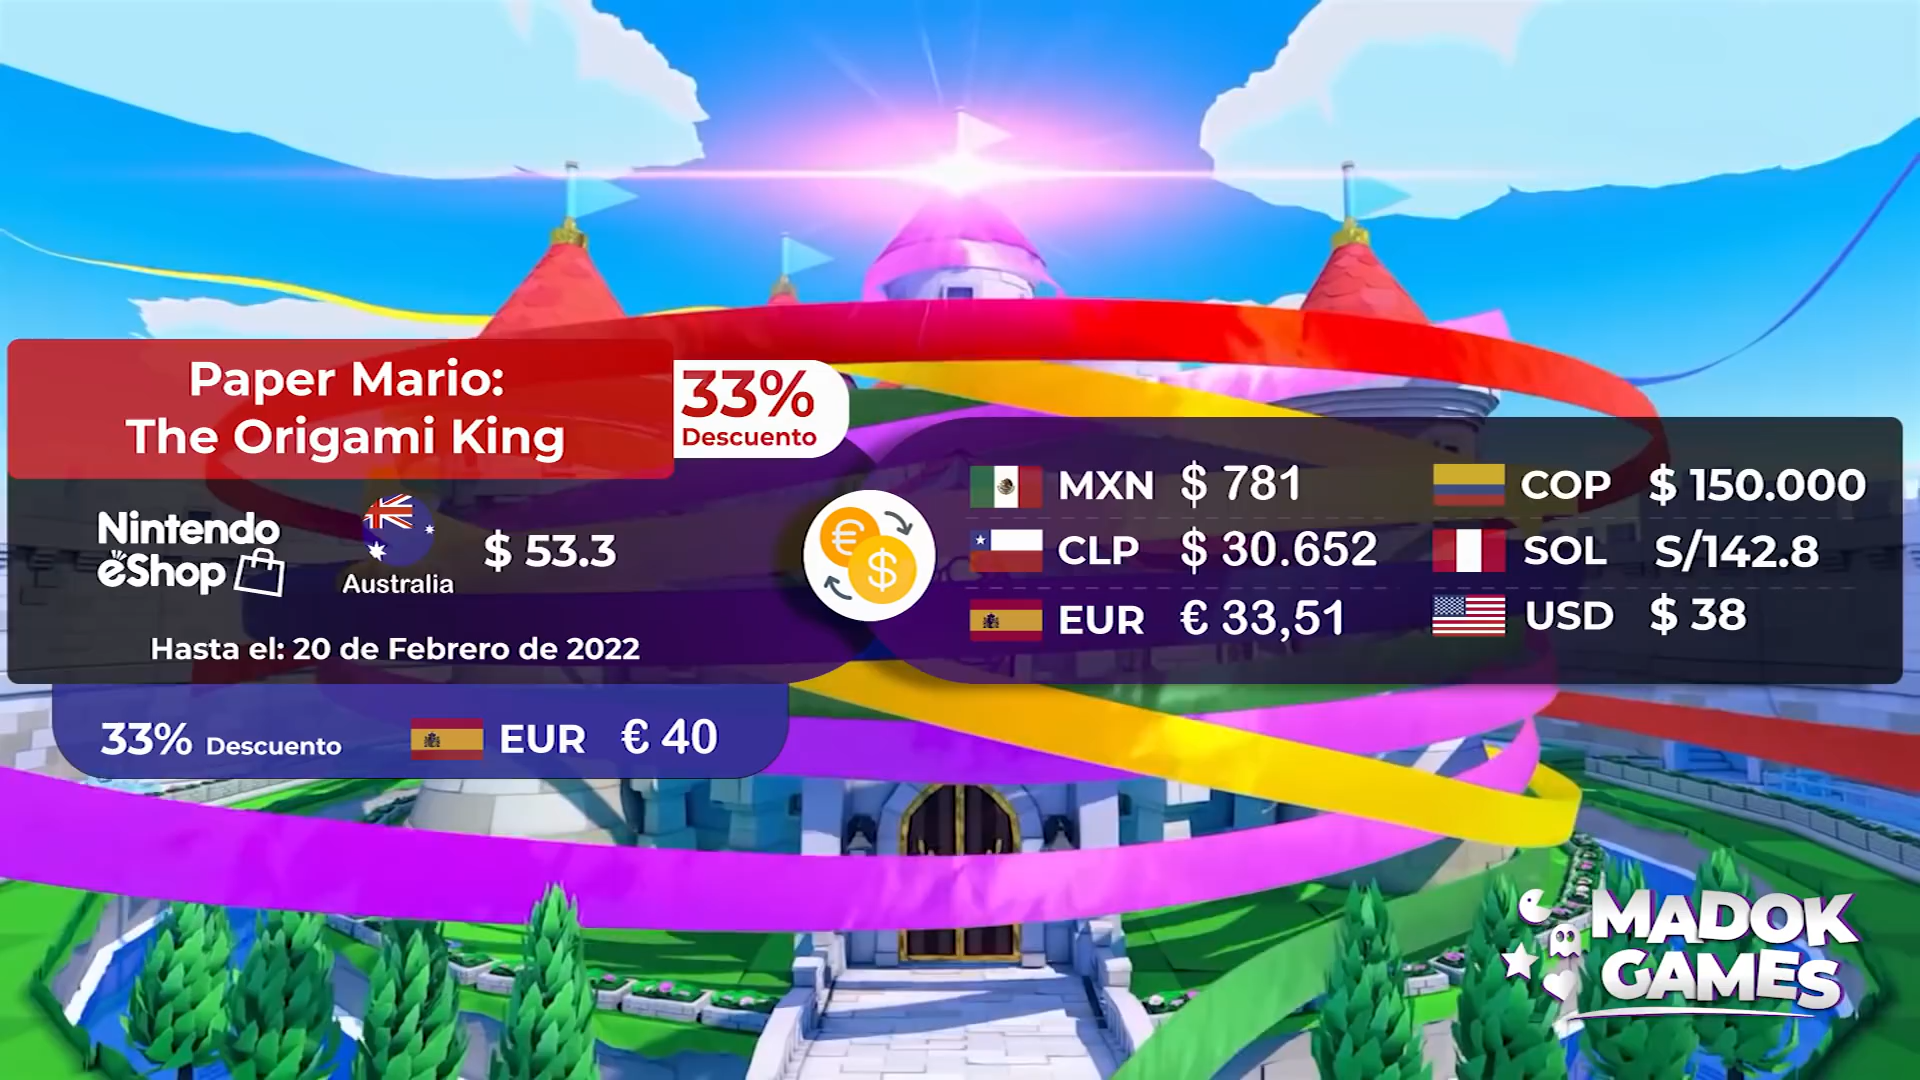 Paper Mario:
The Origami King
33%
Descuento
Nintendo
eShop
Australia
$ 53.3
Hasta el: 20 de Febrero de 2022
MXN $ 781
CLP $ 30.652
EUR € 33,51
COP $ 150.000
SOL S/142.8
USD $ 38
33% Descuento EUR € 40
MADOK
GAMES